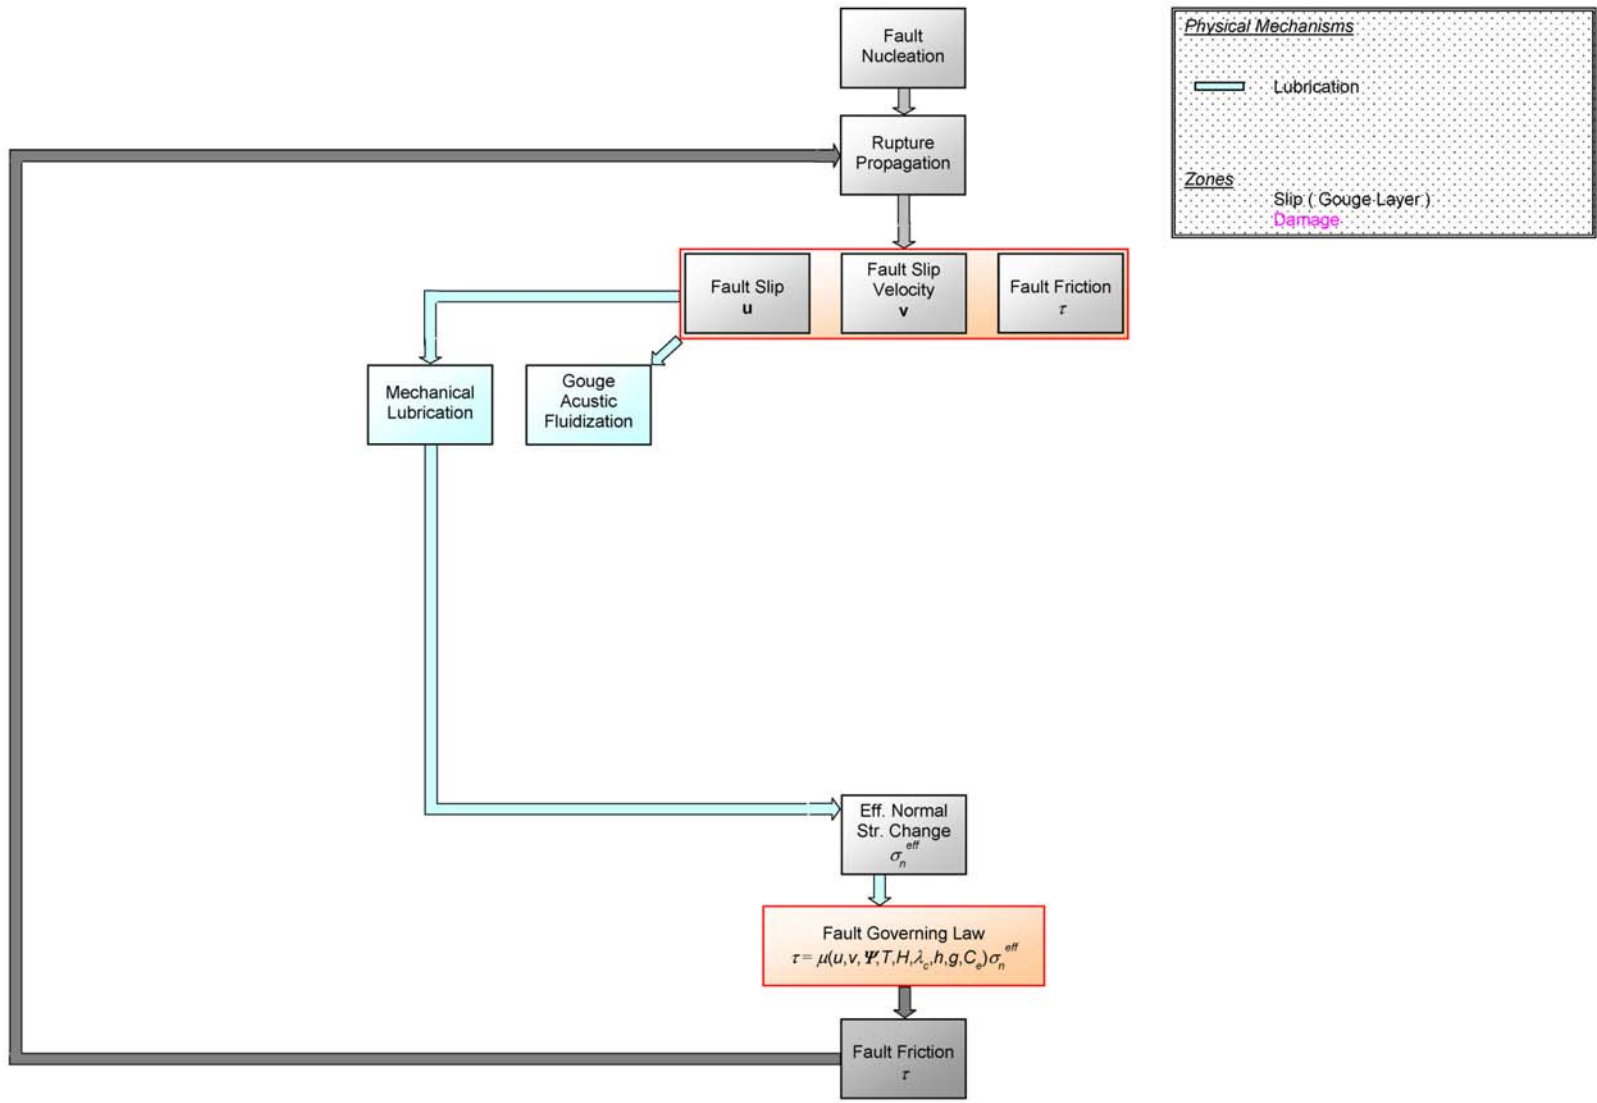 Fault
Nucleation
Physical Mechanisms
Lubrication
Zones
Slip ( Gouge Layer )
Damage
Rupture
Propagation
Fault Slip
u
Fault Slip
Velocity
v
Fault Friction
τ
Mechanical
Lubrication
Gouge
Acustic
Fluidization
Eff. Normal
Str. Change
σn^eff
Fault Governing Law
τ = μ(u,v,Ψ,T,H,λc,h,g,Ce)σn^eff
Fault Friction
τ